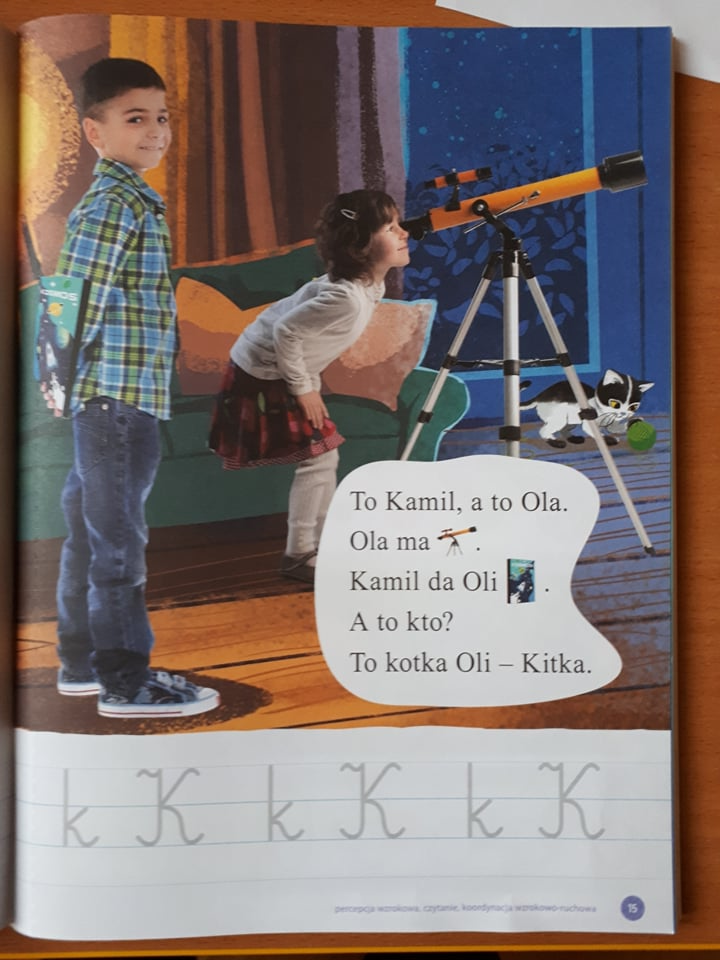 KOSMOS
To Kamil, a to Ola.
Ola ma .
Kamil da Oli .
A to kto?
To kotka Oli – Kitka.
k K k K k K
percepcja wzrokowa, czytanie, koordynacja wzrokowo-ruchowa 15